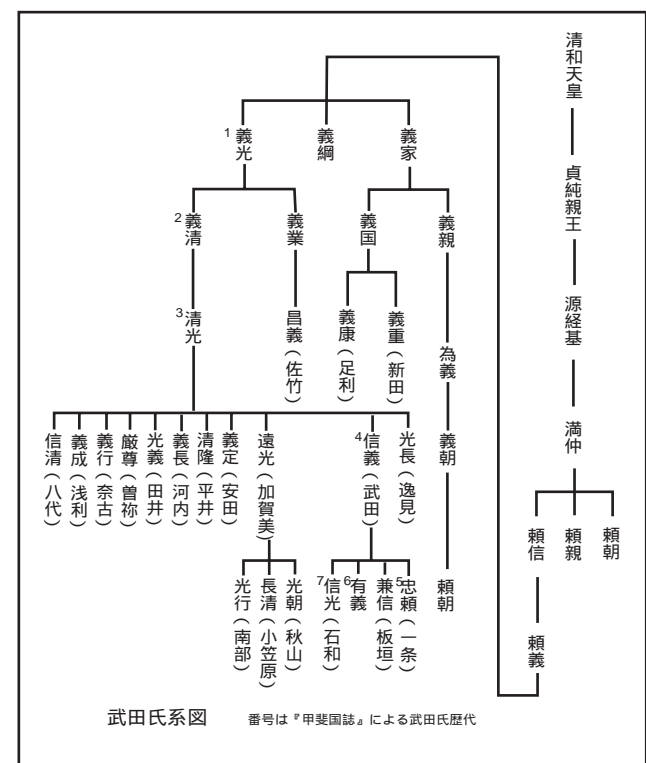 清和天皇
貞純親王
源経基
満仲
頼朝
頼親
頼信
頼義
義家
義綱
1義光
義親
義国
義業
2義清
為義
義重(新田)
義康(足利)
昌義(佐竹)
3清光
義朝
頼朝
光長(逸見)
4信義(武田)
遠光(加賀美)
義定(安田)
清隆(平井)
義長(河内)
光義(田井)
厳尊(曽祢)
義行(奈古)
義成(浅利)
信清(八代)
5忠頼(一条)
兼信(板垣)
6有義
7信光(石和)
光朝(秋山)
長清(小笠原)
光行(南部)
武田氏系図 番号は『甲斐国誌』による武田氏歴代